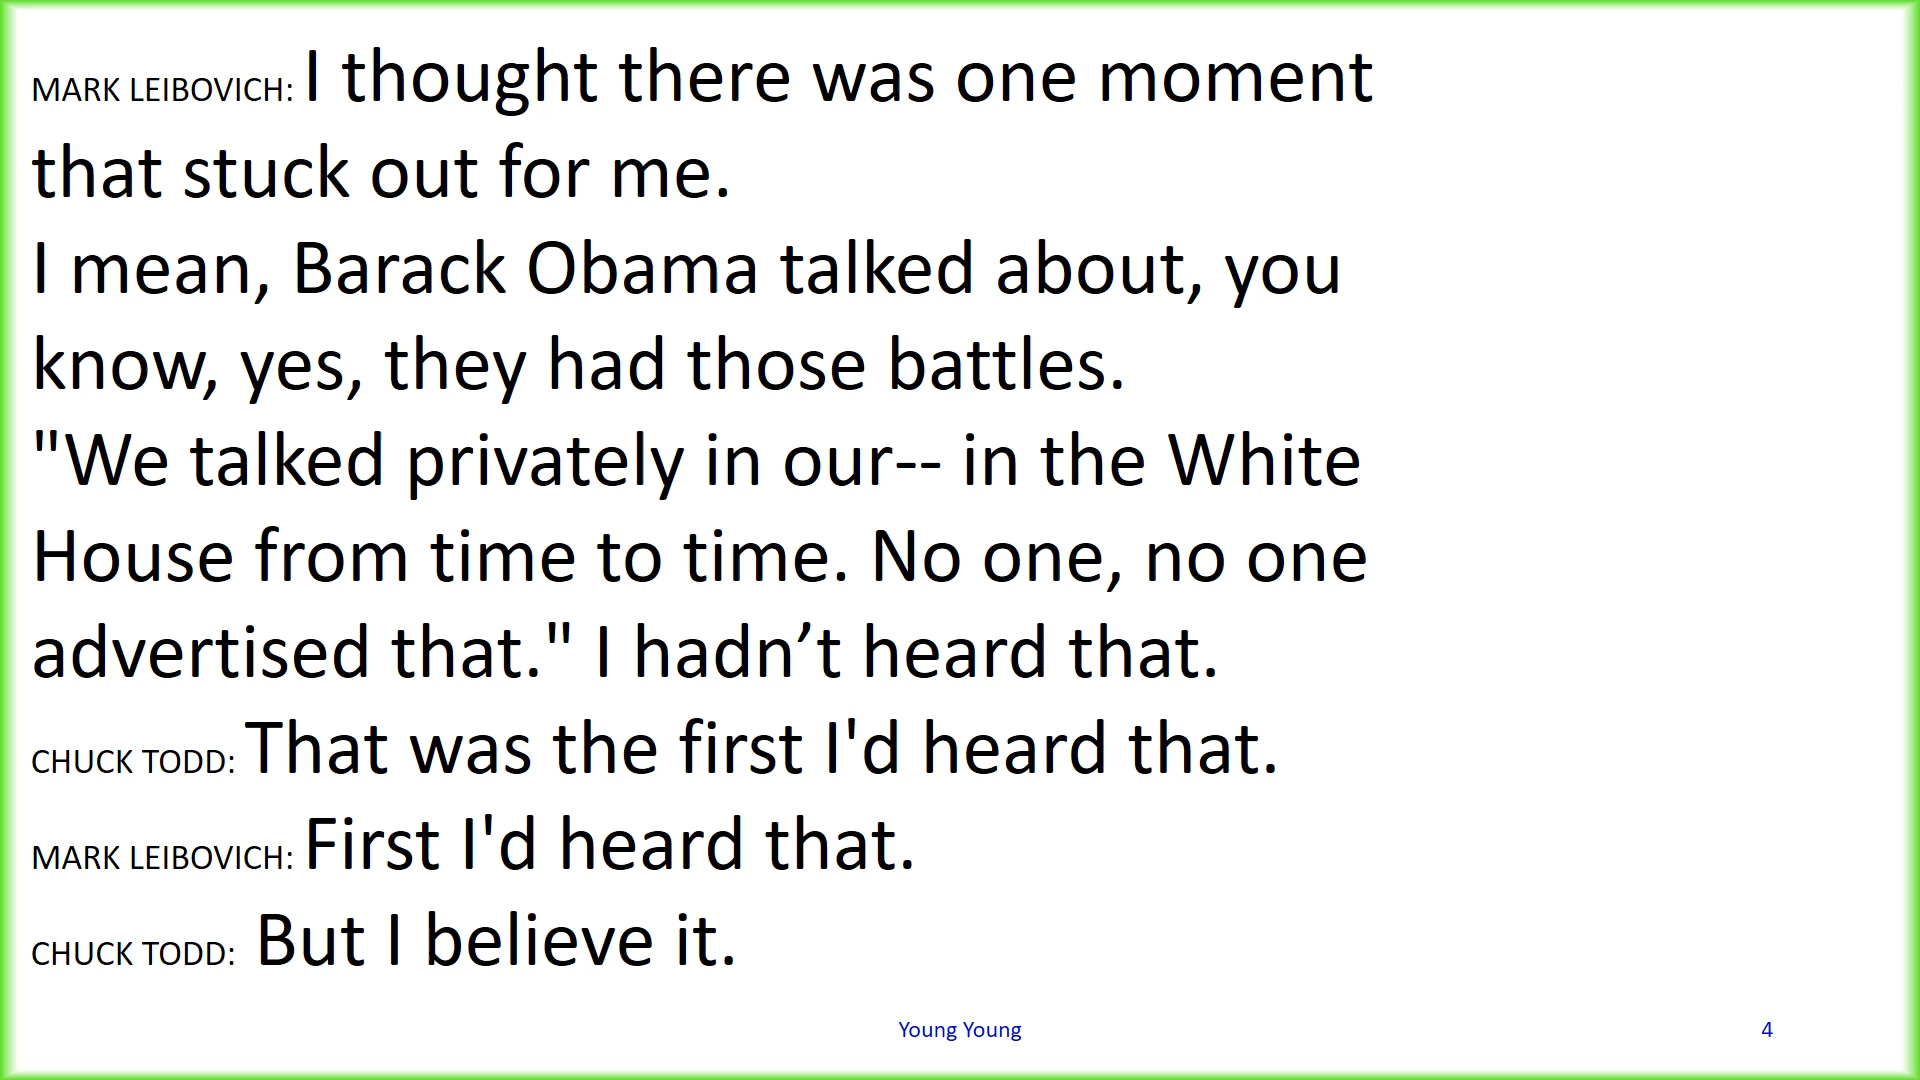 MARK LEIBOVICH: I thought there was one moment
that stuck out for me.
I mean, Barack Obama talked about, you
know, yes, they had those battles.
"We talked privately in our-- in the White
House from time to time. No one, no one
advertised that." I hadn’t heard that.
CHUCK TODD: That was the first I'd heard that.
MARK LEIBOVICH: First I'd heard that.
CHUCK TODD: But I believe it.
Young Young
4